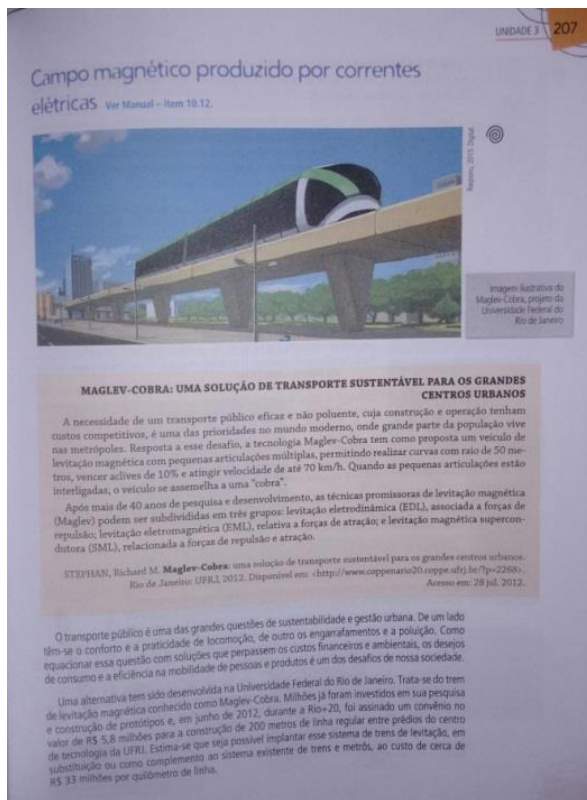 UNIDADE 3 207
Campo magnético produzido por correntes
elétricas Ver Manual – item 10.12.
2013. Digital
Imagem ilustrativa do
Maglev-Cobra, projeto da
Universidade Federal do
Rio de Janeiro
MAGLEV-COBRA: UMA SOLUÇÃO DE TRANSPORTE SUSTENTÁVEL PARA OS GRANDES
CENTROS URBANOS
A necessidade de um transporte público eficaz e não poluente, cuja construção e operação tenham
custos competitivos, é uma das prioridades no mundo moderno, onde grande parte da população vive
nas metrópoles. Resposta a esse desafio, a tecnologia Maglev-Cobra tem como proposta um veículo de
levitação magnética com pequenas articulações múltiplas, permitindo realizar curvas com raio de 50 me-
tros, vencer aclives de 10% e atingir velocidade de até 70 km/h. Quando as pequenas articulações estão
interligadas, o veículo se assemelha a uma "cobra".
Após mais de 40 anos de pesquisa e desenvolvimento, as técnicas promissoras de levitação magnética
(Maglev) podem ser subdivididas em três grupos: levitação eletrodinâmica (EDL), associada a forças de
repulsão; levitação eletromagnética (EML), relativa a forças de atração; e levitação magnética supercon-
dutora (SML), relacionada a forças de repulsão e atração.
STEPHAN, Richard M. Maglev-Cobra: uma solução de transporte sustentável para os grandes centros urbanos.
Rio de Janeiro: UFRJ, 2012. Disponível em: <http://www.coppenario20.coppe.ufrj.br/?p=2268>.
Acesso em: 28 jul. 2012.
O transporte público é uma das grandes questões de sustentabilidade e gestão urbana. De um lado
têm-se o conforto e a praticidade de locomoção, de outro os engarrafamentos e a poluição. Como
equacionar essa questão com soluções que perpassem os custos financeiros e ambientais, os desejos
de consumo e a eficiência na mobilidade de pessoas e produtos é um dos desafios de nossa sociedade.
Uma alternativa tem sido desenvolvida na Universidade Federal do Rio de Janeiro. Trata-se do trem
de levitação magnética conhecido como Maglev-Cobra. Milhões já foram investidos em sua pesquisa
e construção de protótipos e, em junho de 2012, durante a Rio+20, foi assinado um convênio no
valor de R$ 5,8 milhões para a construção de 200 metros de linha regular entre prédios do centro
de tecnologia da UFRJ. Estima-se que seja possível implantar esse sistema de trens de levitação, em
substituição ou como complemento ao sistema existente de trens e metrôs, ao custo de cerca de
R$ 33 milhões por quilômetro de linha.